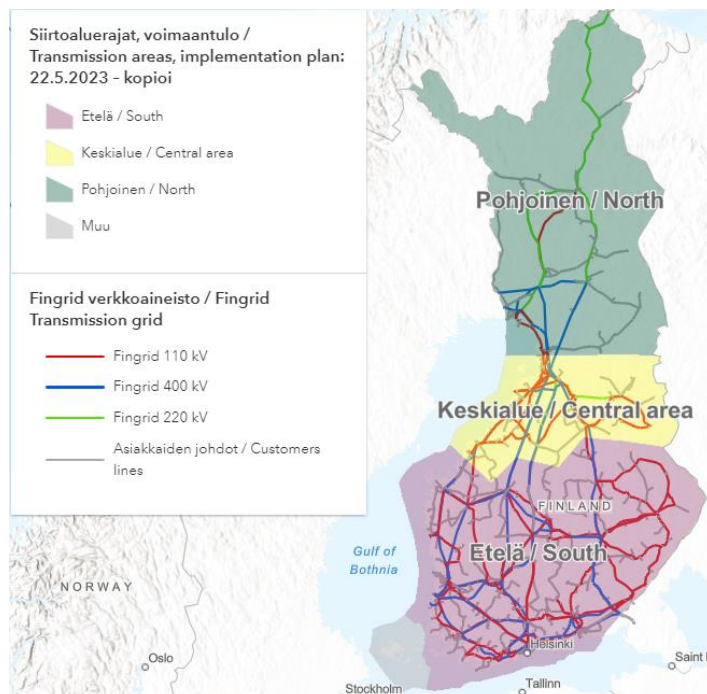 Siirtoaluerajat, voimaantulo /
Transmission areas, implementation plan:
22.5.2023 - kopioi
Etelä / South
Keskialue / Central area
Pohjoinen / North
Muu
Fingrid verkkoaineisto / Fingrid
Transmission grid
Fingrid 110 kV
Fingrid 400 kV
Fingrid 220 kV
Asiakkaiden johdot / Customers
lines
Pohjoinen / North
Keskialue / Central area
FINLAND
Etelä / South
Gulf of
Bothnia
NORWAY
Oslo
Helsinki
Stockholm
Tallinn
Saint